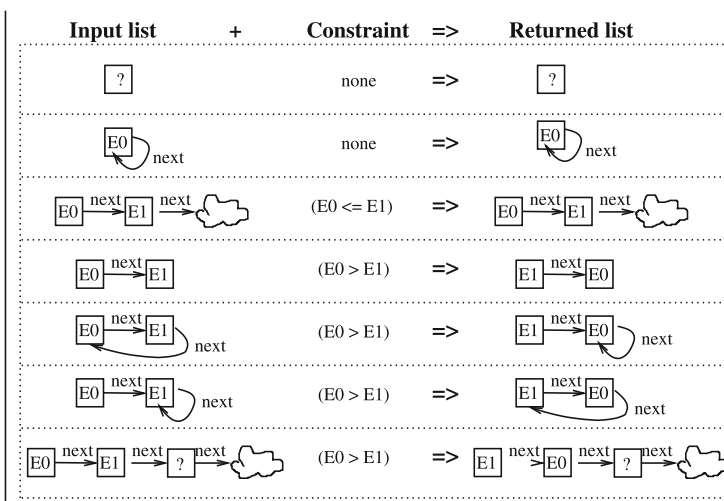 Input list + Constraint => Returned list
? none => ?
E0 next none => E0 next
E0 next E1 next (E0 <= E1) => E0 next E1 next
E0 next E1 (E0 > E1) => E1 next E0
E0 next E1 next (E0 > E1) => E1 next E0 next
E0 next E1 next (E0 > E1) => E1 next E0 next
E0 next E1 next ? next (E0 > E1) => E1 next E0 next ? next